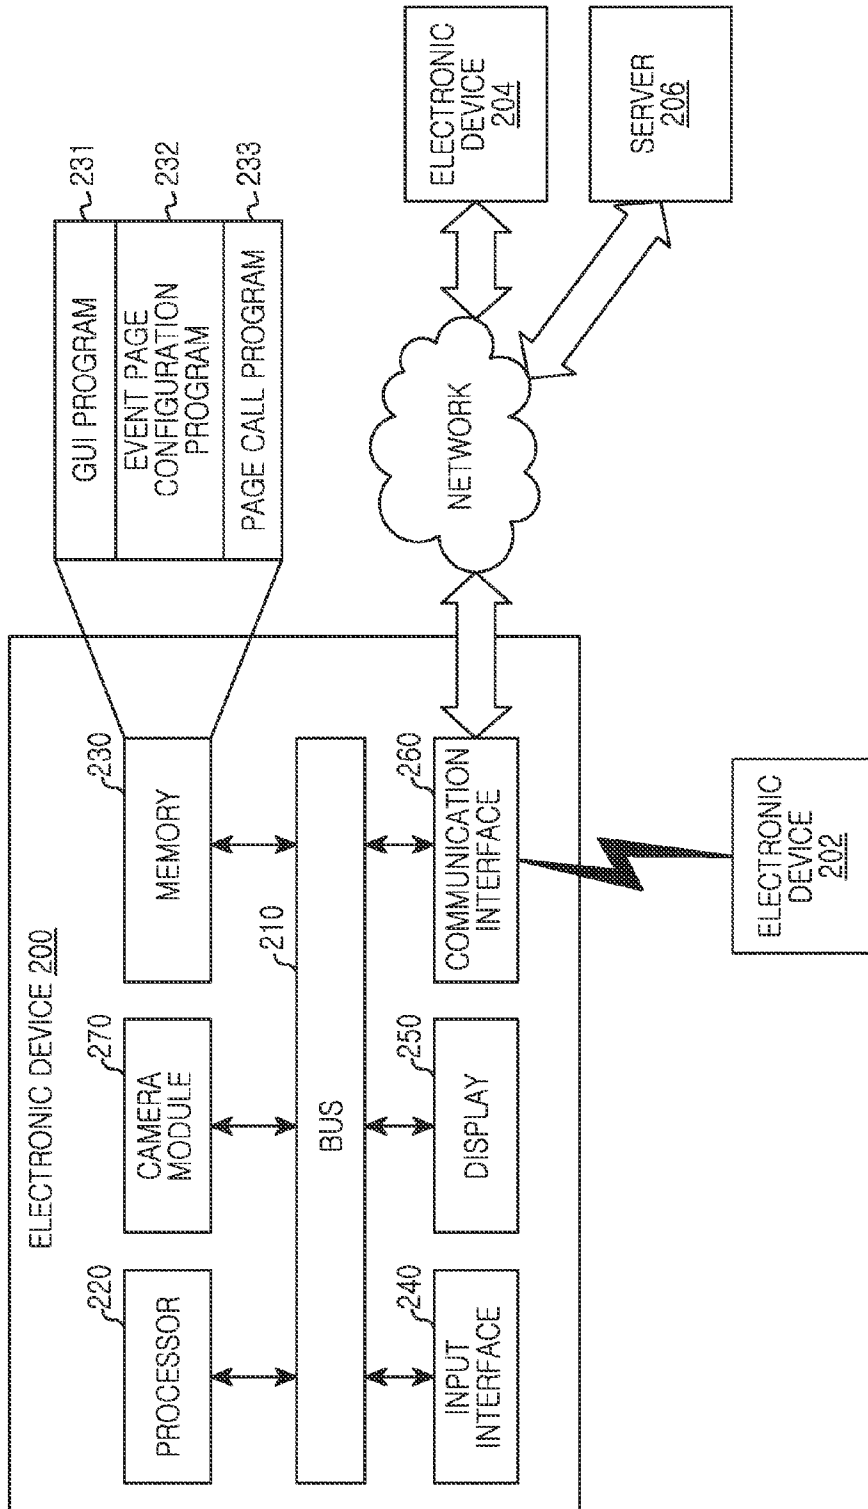 ELECTRONIC DEVICE 200
220
PROCESSOR
270
CAMERA
MODULE
230
MEMORY
GUI PROGRAM
231
EVENT PAGE
CONFIGURATION
PROGRAM
232
PAGE CALL PROGRAM
233
210
BUS
240
INPUT
INTERFACE
250
DISPLAY
260
COMMUNICATION
INTERFACE
NETWORK
ELECTRONIC
DEVICE
204
SERVER
206
ELECTRONIC
DEVICE
202